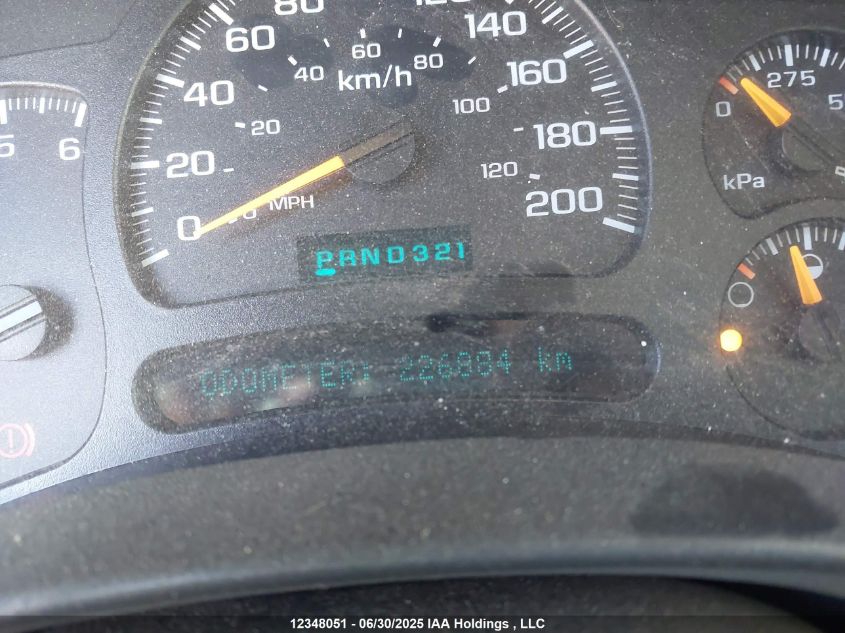 80 120
60 140
60
40 80
km/h 160
40 100
20 180
20 120
200
0 MPH
PRND321
ODOMETER: 226884 km
5 6
0 275 5
kPa
12348051 - 06/30/2025 IAA Holdings , LLC